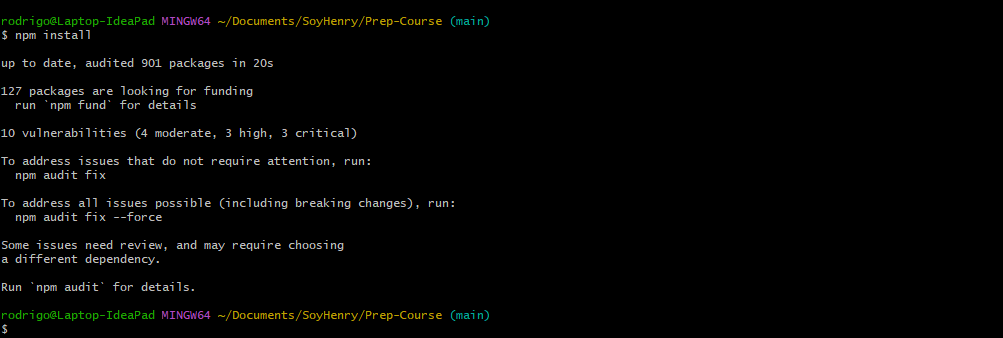 rodrigo@Laptop-IdeaPad MINGW64 ~/Documents/SoyHenry/Prep-Course (main)
$ npm install
up to date, audited 901 packages in 20s
127 packages are looking for funding
run `npm fund` for details
10 vulnerabilities (4 moderate, 3 high, 3 critical)
To address issues that do not require attention, run:
npm audit fix
To address all issues possible (including breaking changes), run:
npm audit fix --force
Some issues need review, and may require choosing
a different dependency.
Run `npm audit` for details.
rodrigo@Laptop-IdeaPad MINGW64 ~/Documents/SoyHenry/Prep-Course (main)
$